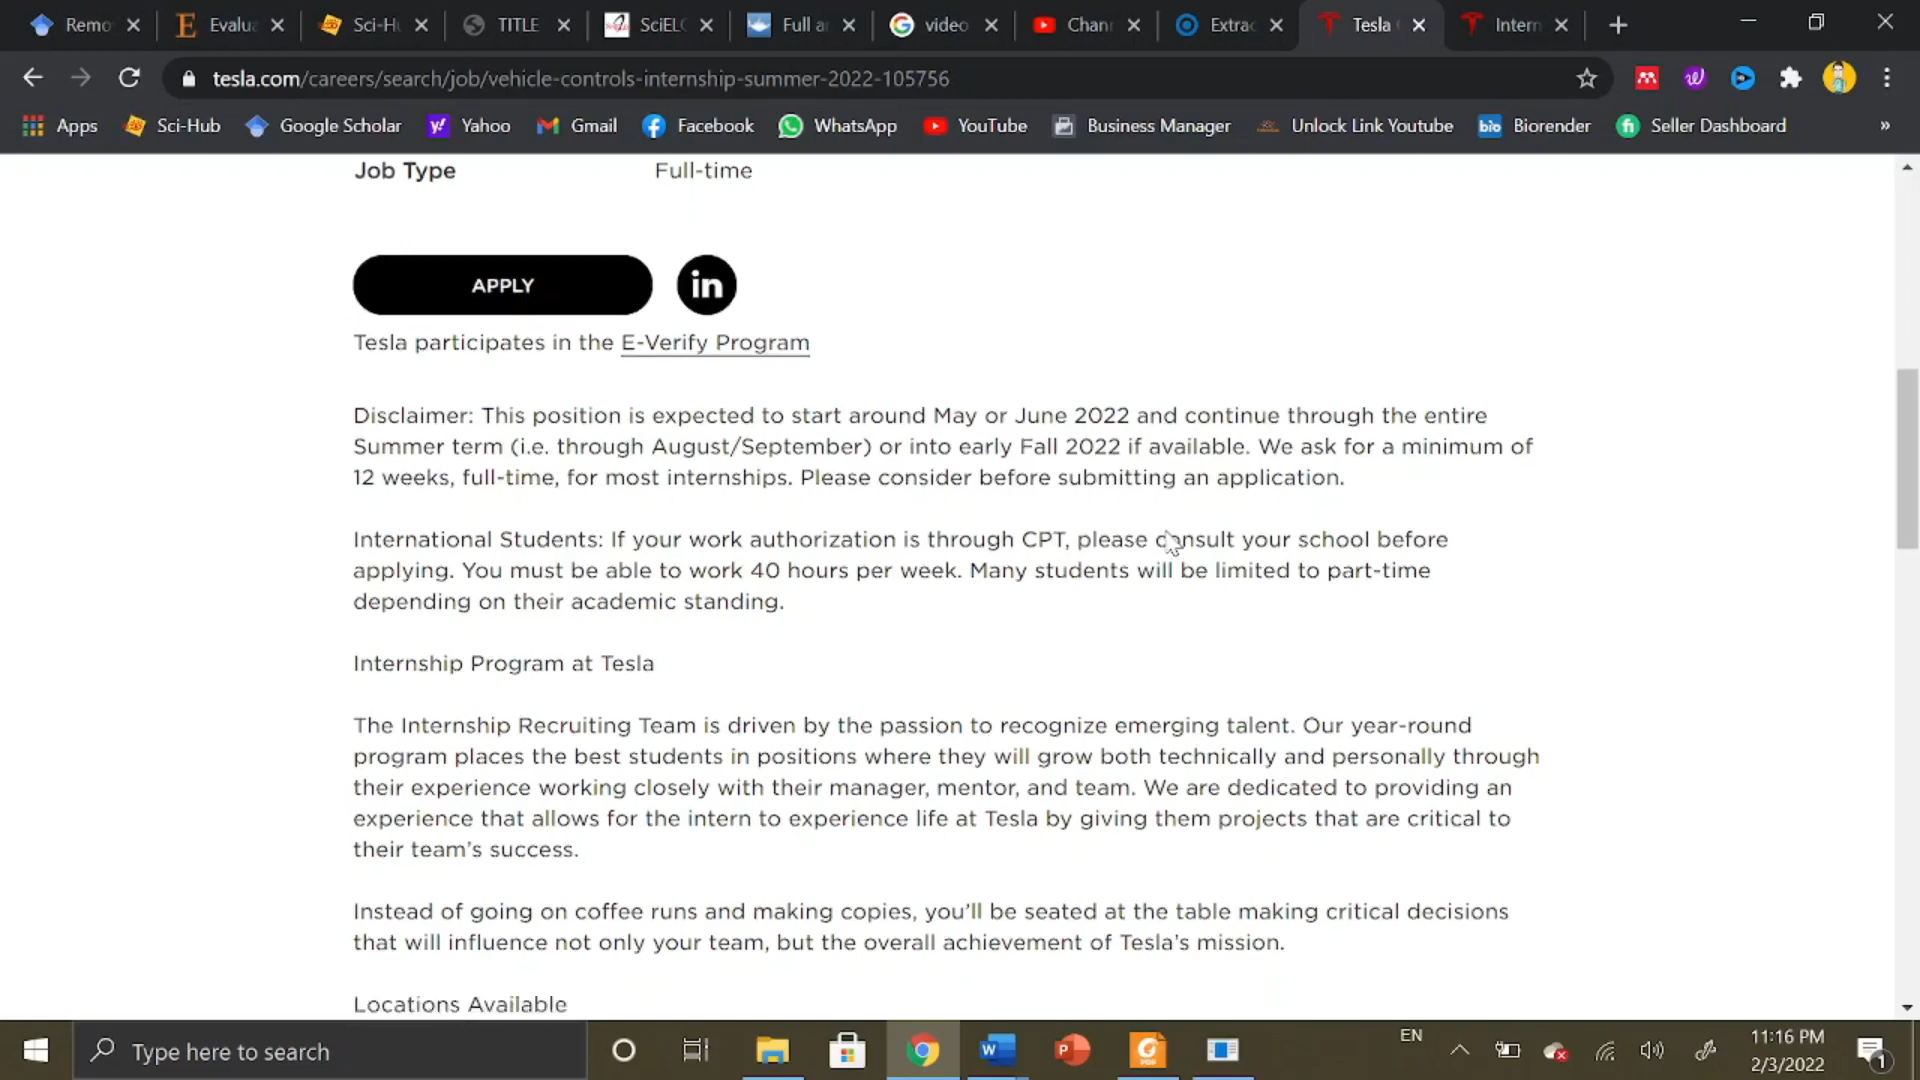 Remo
Evalua
Sci-Hu
TITLE
SciELO
Full ar
video
Chan
Extrac
Tesla
Intern
tesla.com/careers/search/job/vehicle-controls-internship-summer-2022-105756
Apps
Sci-Hub
Google Scholar
Yahoo
Gmail
Facebook
WhatsApp
YouTube
Business Manager
Unlock Link Youtube
bio
Biorender
Seller Dashboard
»
Job Type Full-time
APPLY
in
Tesla participates in the E-Verify Program
Disclaimer: This position is expected to start around May or June 2022 and continue through the entire
Summer term (i.e. through August/September) or into early Fall 2022 if available. We ask for a minimum of
12 weeks, full-time, for most internships. Please consider before submitting an application.
International Students: If your work authorization is through CPT, please consult your school before
applying. You must be able to work 40 hours per week. Many students will be limited to part-time
depending on their academic standing.
Internship Program at Tesla
The Internship Recruiting Team is driven by the passion to recognize emerging talent. Our year-round
program places the best students in positions where they will grow both technically and personally through
their experience working closely with their manager, mentor, and team. We are dedicated to providing an
experience that allows for the intern to experience life at Tesla by giving them projects that are critical to
their team's success.
Instead of going on coffee runs and making copies, you'll be seated at the table making critical decisions
that will influence not only your team, but the overall achievement of Tesla's mission.
Locations Available
Type here to search
EN
11:16 PM
2/3/2022
1